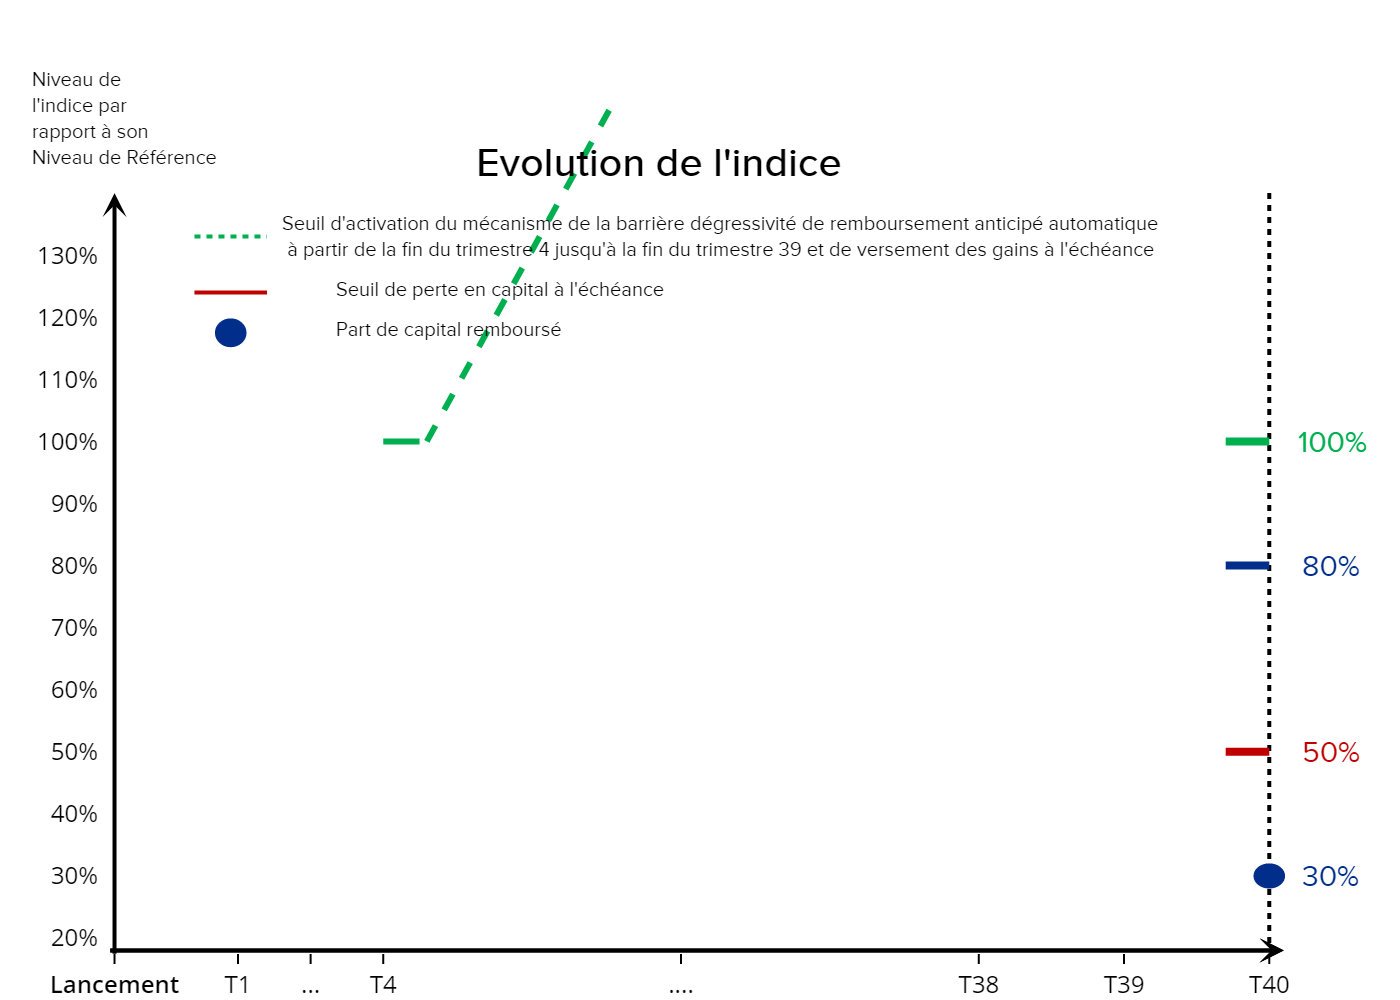 Niveau de
l'indice par
rapport à son
Niveau de Référence
Evolution de l'indice
Seuil d'activation du mécanisme de la barrière dégressivité de remboursement anticipé automatique
à partir de la fin du trimestre 4 jusqu'à la fin du trimestre 39 et de versement des gains à l'échéance
Seuil de perte en capital à l'échéance
Part de capital remboursé
130%
120%
110%
100%
90%
80%
70%
60%
50%
40%
30%
20%
100%
80%
50%
30%
Lancement T1 ... T4 .... T38 T39 T40